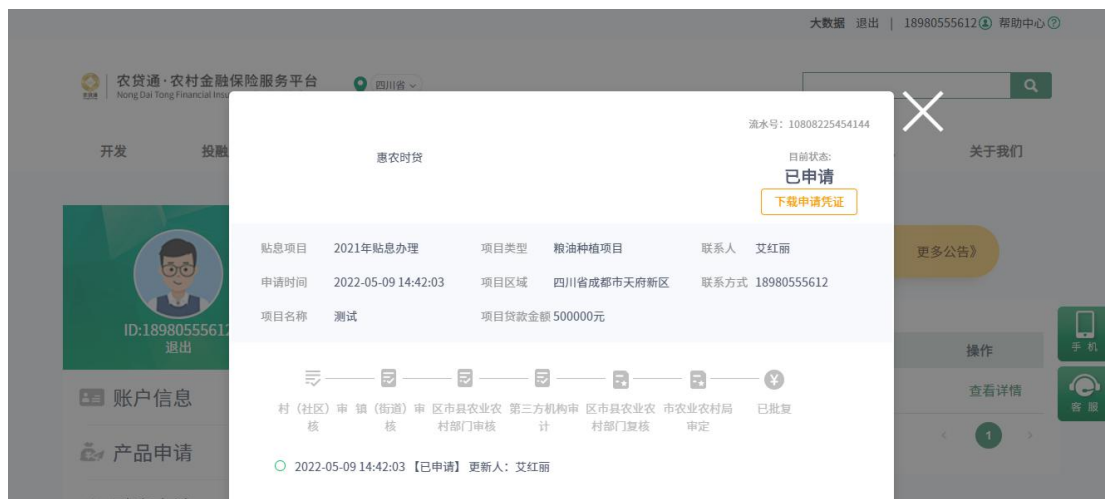 大数据 退出 | 18980555612 帮助中心
农贷通·农村金融保险服务平台
Nong Dai Tong Financial Insu
四川省
开发 投融 关于我们
流水号：10808225454144
惠农时贷
目前状态:
已申请
下载申请凭证
更多公告》
贴息项目 2021年贴息办理 项目类型 粮油种植项目 联系人 艾红丽
申请时间 2022-05-09 14:42:03 项目区域 四川省成都市天府新区 联系方式 18980555612
项目名称 测试 项目贷款金额 500000元
ID:18980555612
退出
手机
操作
账户信息
查看详情
客服
村（社区）审核 镇（街道）审核 区市县农业农村部门审核 第三方机构审计 区市县农业农村部门复核 市农业农村局审定 已批复
1
产品申请
2022-05-09 14:42:03 【已申请】 更新人：艾红丽